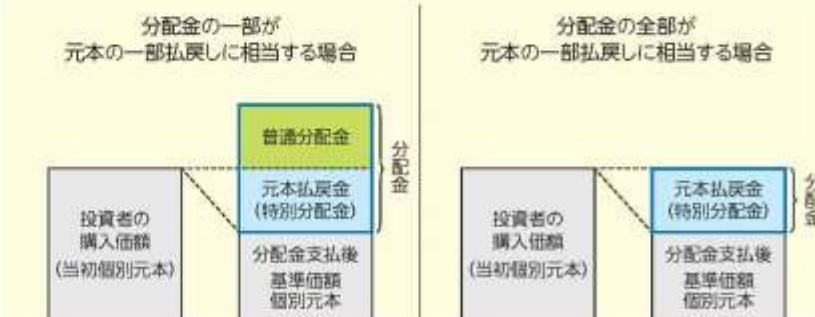 分配金の一部が
元本の一部払戻しに相当する場合
普通分配金
元本払戻金
(特別分配金)
分配金
投資者の
購入価額
(当初個別元本)
分配金支払後
基準価額
個別元本
分配金の全部が
元本の一部払戻しに相当する場合
元本払戻金
(特別分配金)
分配金
投資者の
購入価額
(当初個別元本)
分配金支払後
基準価額
個別元本